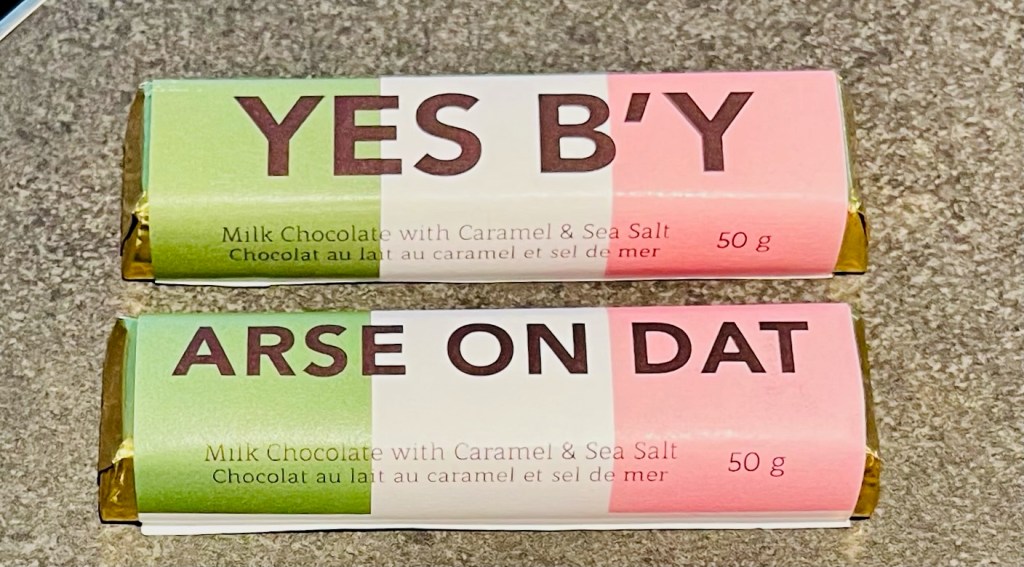 YES B'Y
Milk Chocolate with Caramel & Sea Salt
Chocolat au lait au caramel et sel de mer
50 g
ARSE ON DAT
Milk Chocolate with Caramel & Sea Salt
Chocolat au lait au caramel et sel de mer
50 g